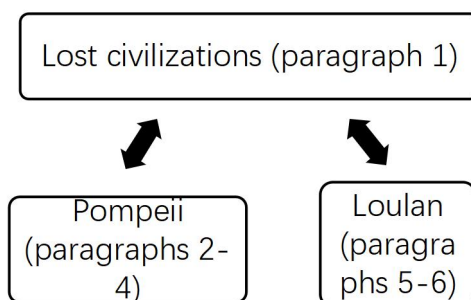 Lost civilizations (paragraph 1)
Pompeii
(paragraphs 2-
4)
Loulan
(paragra
phs 5-6)